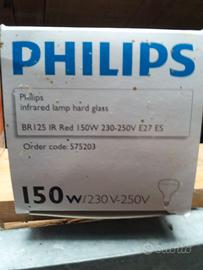 PHILIPS
Philips
infrared lamp hard glass
BR125 IR Red 150W 230-250V E27 ES
Order code: 575203
150w/230V-250V
subito